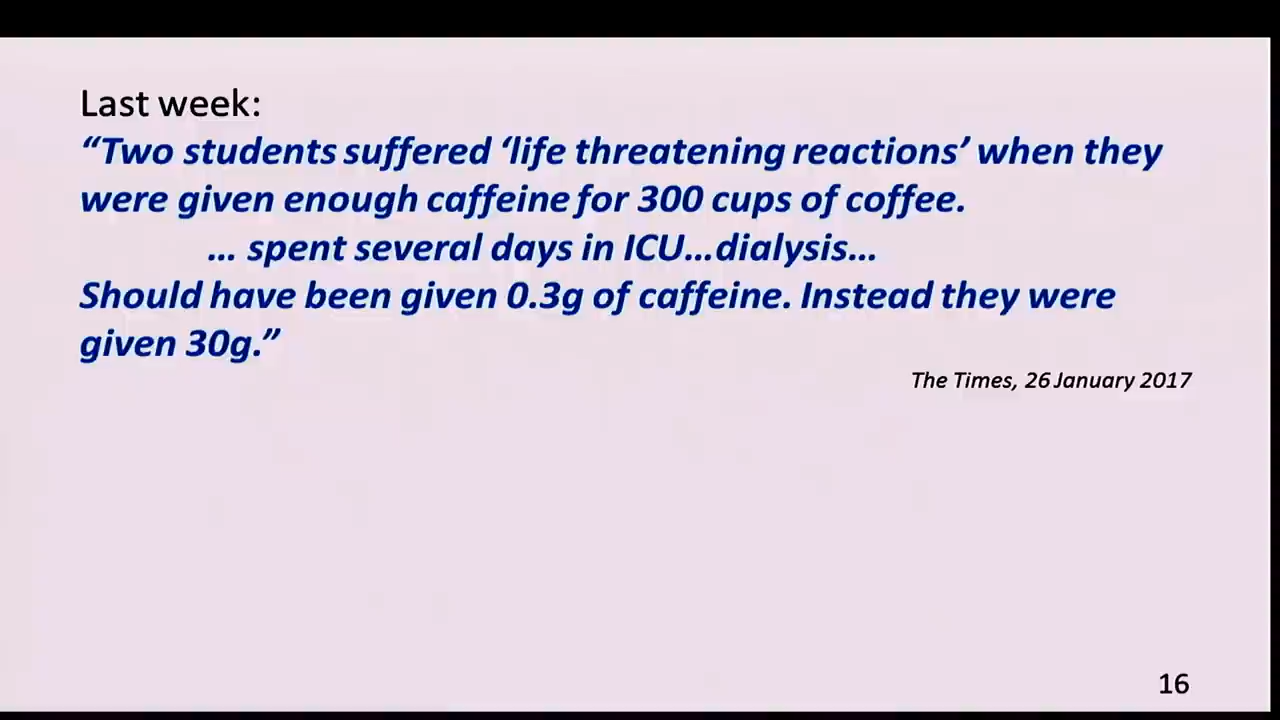 Last week:
“Two students suffered ‘life threatening reactions’ when they
were given enough caffeine for 300 cups of coffee.
... spent several days in ICU...dialysis...
Should have been given 0.3g of caffeine. Instead they were
given 30g.”
The Times, 26 January 2017
16